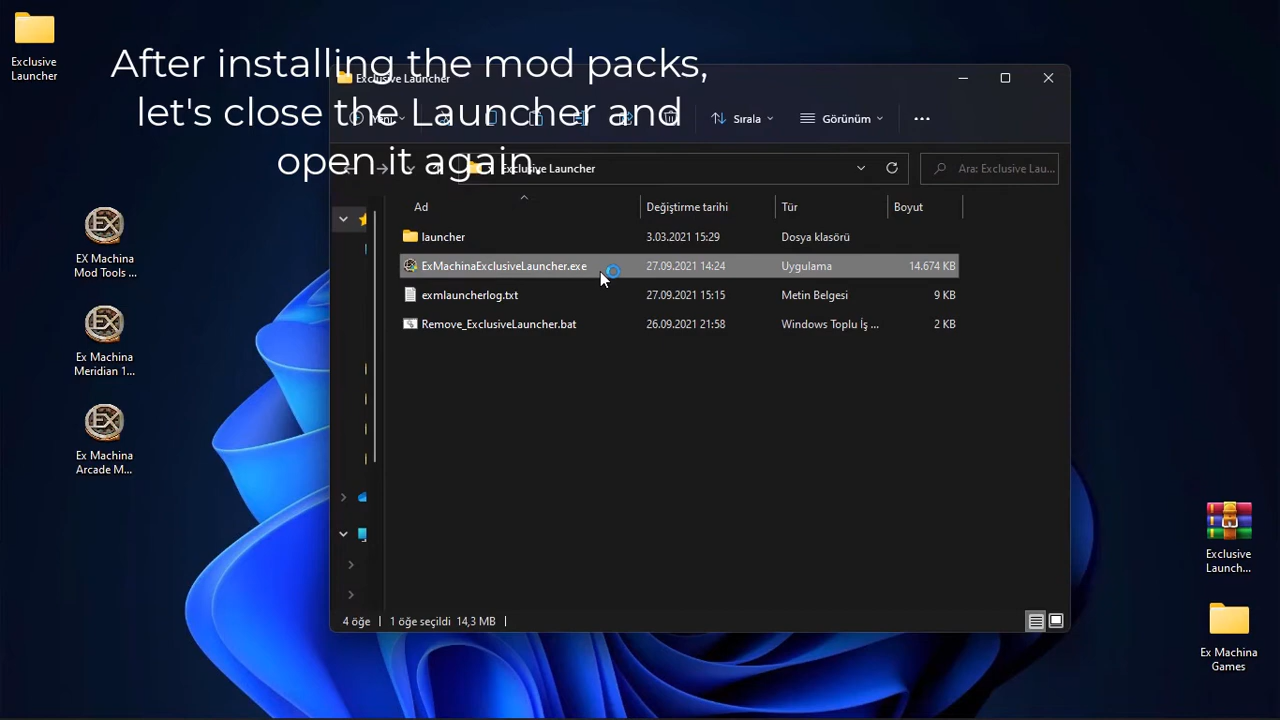 Exclusive
Launcher
After installing the mod packs,
let's close the Launcher and
open it again.
Exclusive Launcher
Sırala
Görünüm
Exclusive Launcher
Ara: Exclusive Lau...
Ad
Değiştirme tarihi
Tür
Boyut
launcher
3.03.2021 15:29
Dosya klasörü
ExMachinaExclusiveLauncher.exe
27.09.2021 14:24
Uygulama
14.674 KB
exmlauncherlog.txt
27.09.2021 15:15
Metin Belgesi
9 KB
Remove_ExclusiveLauncher.bat
26.09.2021 21:58
Windows Toplu İş ...
2 KB
4 öğe
1 öğe seçildi 14,3 MB
EX Machina
Mod Tools ...
Ex Machina
Meridian 1...
Ex Machina
Arcade M...
Exclusive
Launch...
Ex Machina
Games